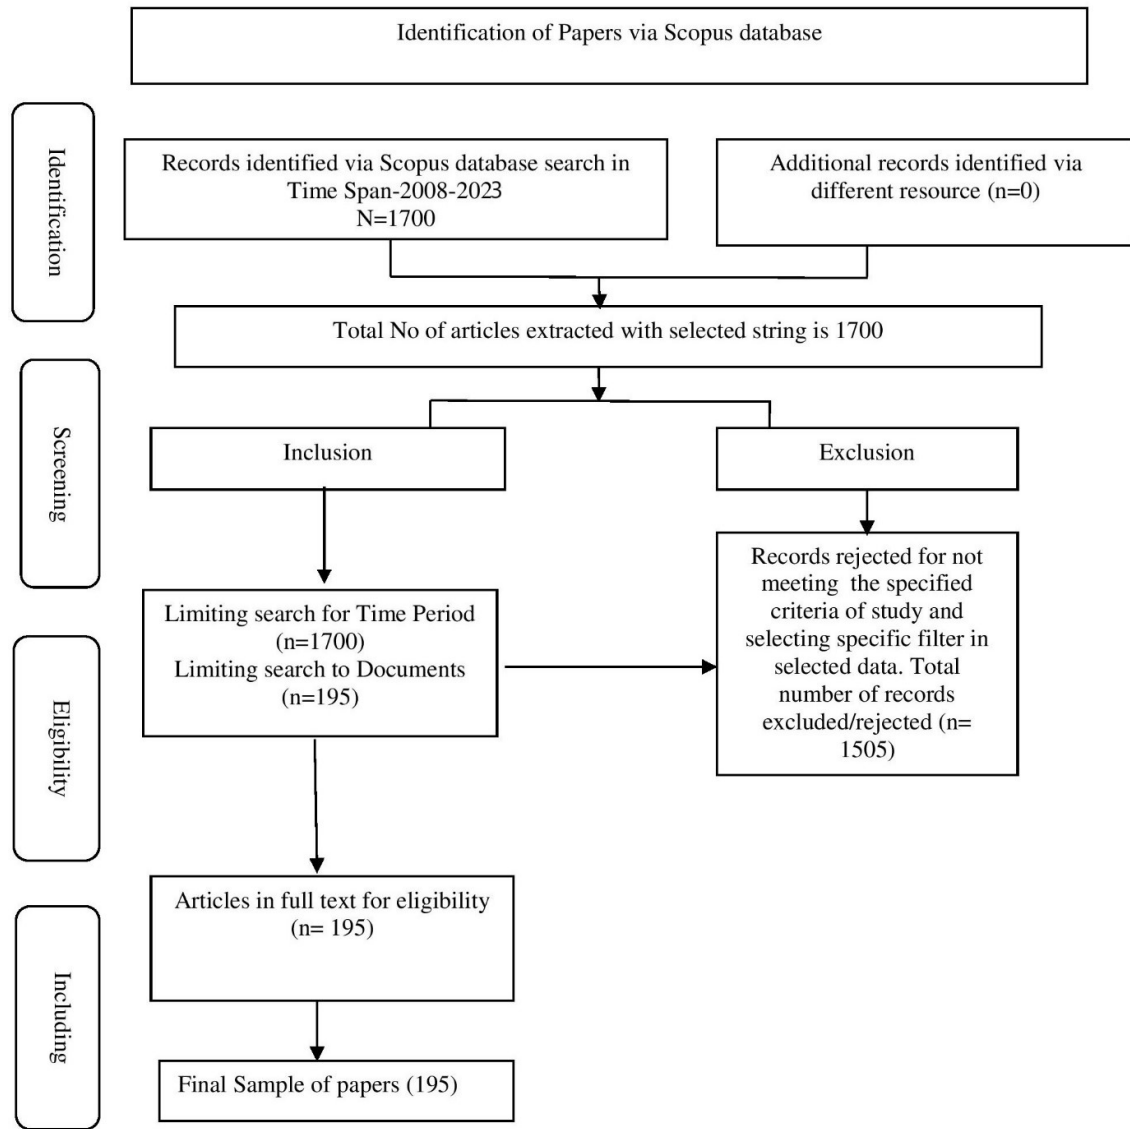 Identification of Papers via Scopus database
Identification
Records identified via Scopus database search in
Time Span-2008-2023
N=1700
Additional records identified via
different resource (n=0)
Total No of articles extracted with selected string is 1700
Screening
Inclusion
Exclusion
Limiting search for Time Period
(n=1700)
Limiting search to Documents
(n=195)
Records rejected for not
meeting the specified
criteria of study and
selecting specific filter in
selected data. Total
number of records
excluded/rejected (n=
1505)
Eligibility
Articles in full text for eligibility
(n= 195)
Including
Final Sample of papers (195)